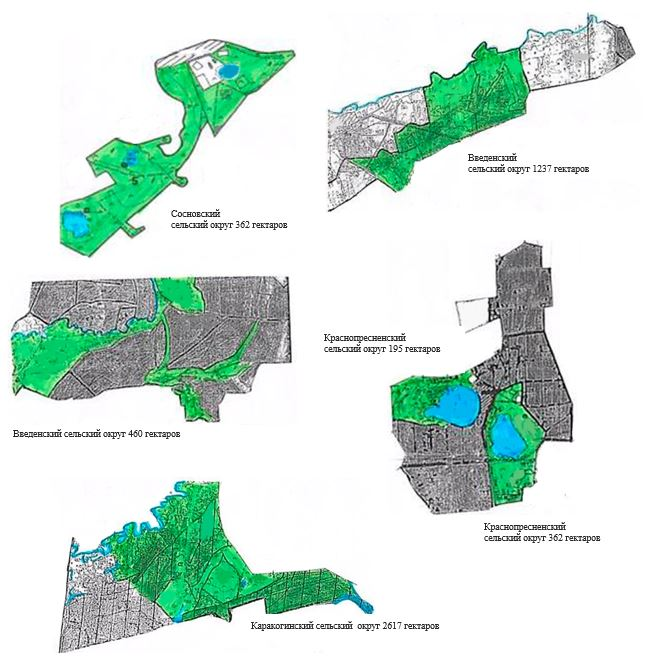 Введенский
сельский округ 1237 гектаров
Сосновский
сельский округ 362 гектаров
Краснопресненский
сельский округ 195 гектаров
Введенский сельский округ 460 гектаров
Краснопресненский
сельский округ 362 гектаров
Каракогинский сельский округ 2617 гектаров